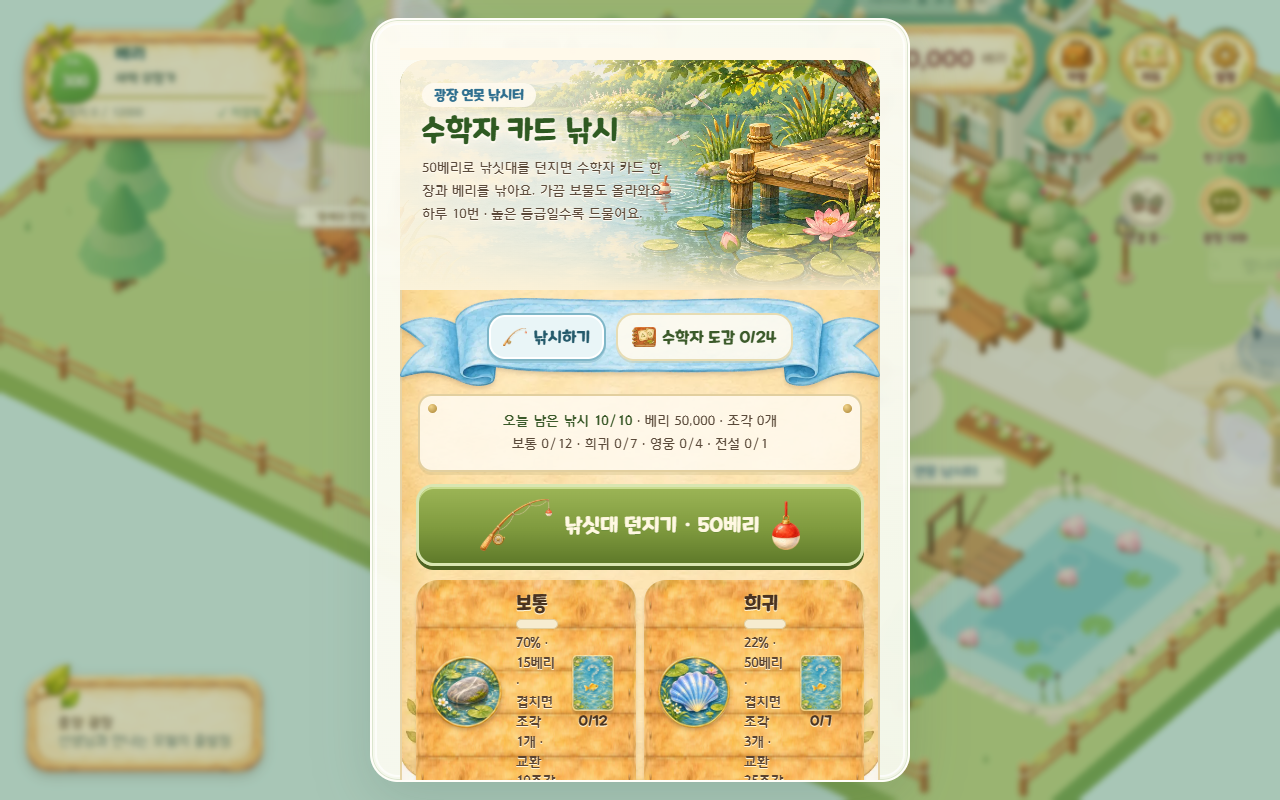 광장 연못 낚시터
수학자 카드 낚시
50베리로 낚싯대를 던지면 수학자 카드 한
장과 베리를 낚아요. 가끔 보물도 올라와요.
하루 10번 · 높은 등급일수록 드물어요.
낚시하기
수학자 도감 0/24
오늘 남은 낚시 10/10 · 베리 50,000 · 조각 0개
보통 0/12 · 희귀 0/7 · 영웅 0/4 · 전설 0/1
낚싯대 던지기 · 50베리
보통
70% ·
15베리
·
겹치면
조각
1개 ·
교환
10조각
0/12
희귀
22% ·
50베리
·
겹치면
조각
3개 ·
교환
25조각
0/7